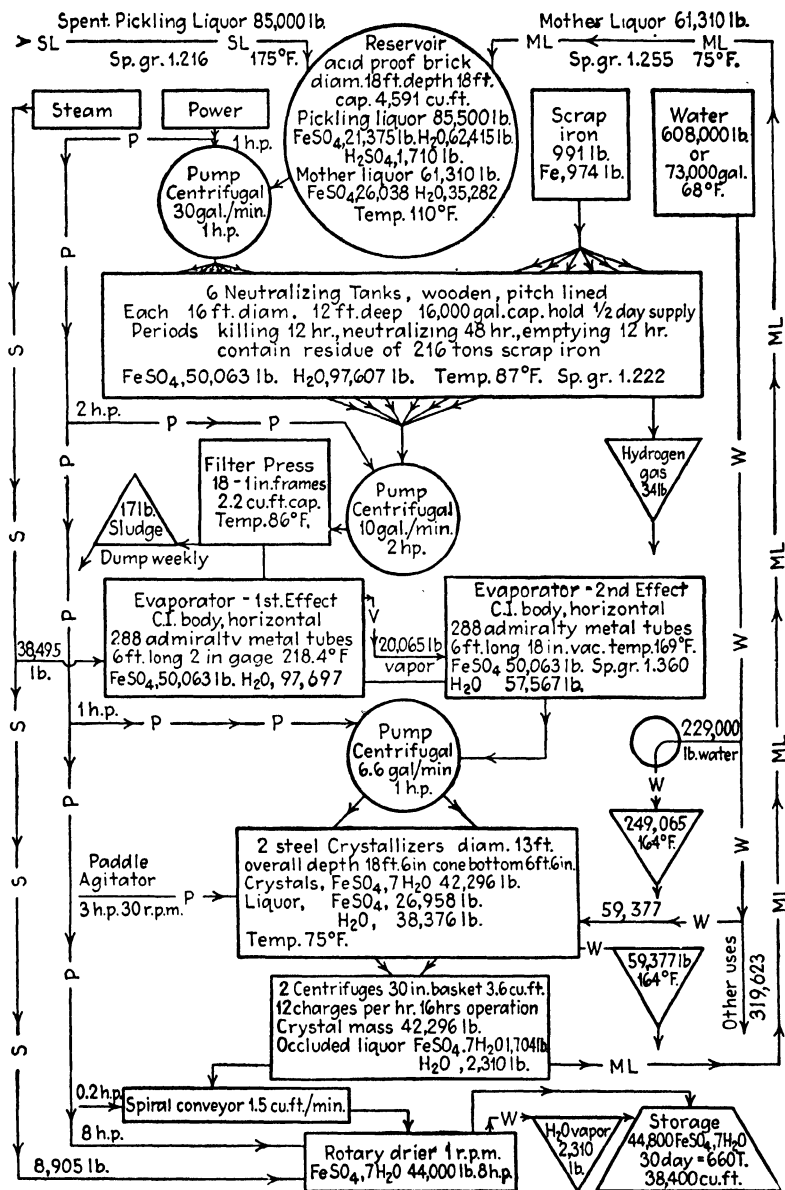 Spent Pickling Liquor 85,000 lb.
SL SL
Sp. gr. 1.216 175°F.
Mother Liquor 61,310 lb.
ML ML
Sp. gr. 1.255 75°F.
Reservoir
acid proof brick
diam. 18 ft. depth 18 ft.
cap. 4,591 cu. ft.
Pickling liquor 85,500 lb.
FeSO4, 21,375 lb. H2O, 62,415 lb.
H2SO4, 1,710 lb.
Mother liquor 61,310 lb.
FeSO4, 26,038 H2O, 35,282
Temp. 110°F.
Steam
Power
P
1 h.p.
Pump
Centrifugal
30 gal./min.
1 h.p.
Scrap
iron
991 lb.
Fe, 974 lb.
Water
608,000 lb.
or
73,000 gal.
68°F.
P
6 Neutralizing Tanks, wooden, pitch lined
Each 16 ft. diam. 12 ft. deep 16,000 gal. cap. hold 1/2 day supply
Periods killing 12 hr., neutralizing 48 hr., emptying 12 hr.
contain residue of 216 tons scrap iron
FeSO4, 50,063 lb. H2O, 97,607 lb. Temp. 87°F. Sp. gr. 1.222
S
ML
2 h.p.
P P
P
W
Filter Press
18 - 1 in. frames
2.2 cu. ft. cap.
Temp. 86°F.
Pump
Centrifugal
10 gal./min.
2 hp.
Hydrogen
gas
34 lb.
17 lb.
Sludge
Dump weekly
S
P
ML
Evaporator - 1st. Effect
C.I. body, horizontal
288 admiralty metal tubes
6 ft. long 2 in gage 218.4°F
FeSO4, 50,063 lb. H2O, 97,697
V
20,065 lb.
vapor
Evaporator - 2nd Effect
C.I. body, horizontal
288 admiralty metal tubes
6 ft. long 18 in. vac. temp. 169°F.
FeSO4 50,063 lb. Sp. gr. 1.360
H2O 57,567 lb.
38,495
lb.
W
1 h.p.
P P
S
P
Pump
Centrifugal
6.6 gal/min
1 h.p.
229,000
lb. water
W
ML
249,065
164°F.
W
2 steel Crystallizers diam. 13 ft.
overall depth 18 ft. 6 in cone bottom 6 ft. 6 in.
Crystals, FeSO4, 7H2O 42,296 lb.
Liquor, FeSO4, 26,958 lb.
H2O, 38,376 lb.
Temp. 75°F.
Paddle
Agitator
3 h.p. 30 r.p.m.
P
S
ML
59,377
W
W
59,377 lb.
164°F.
Other uses
319,623
P
2 Centrifuges 30 in. basket 3.6 cu. ft.
12 charges per hr. 16 hrs operation
Crystal mass 42,296 lb.
Occluded liquor FeSO4.7H2O 1,704 lb.
H2O, 2,310 lb.
S
ML
0.2 h.p.
Spiral conveyor 1.5 cu. ft./min.
8 h.p.
8,905 lb.
Rotary drier 1 r.p.m.
FeSO4, 7H2O 44,000 lb. 8 h.p.
W
H2O vapor
2,310
lb.
Storage
44,800 FeSO4, 7H2O
30 day = 660 T.
38,400 cu. ft.